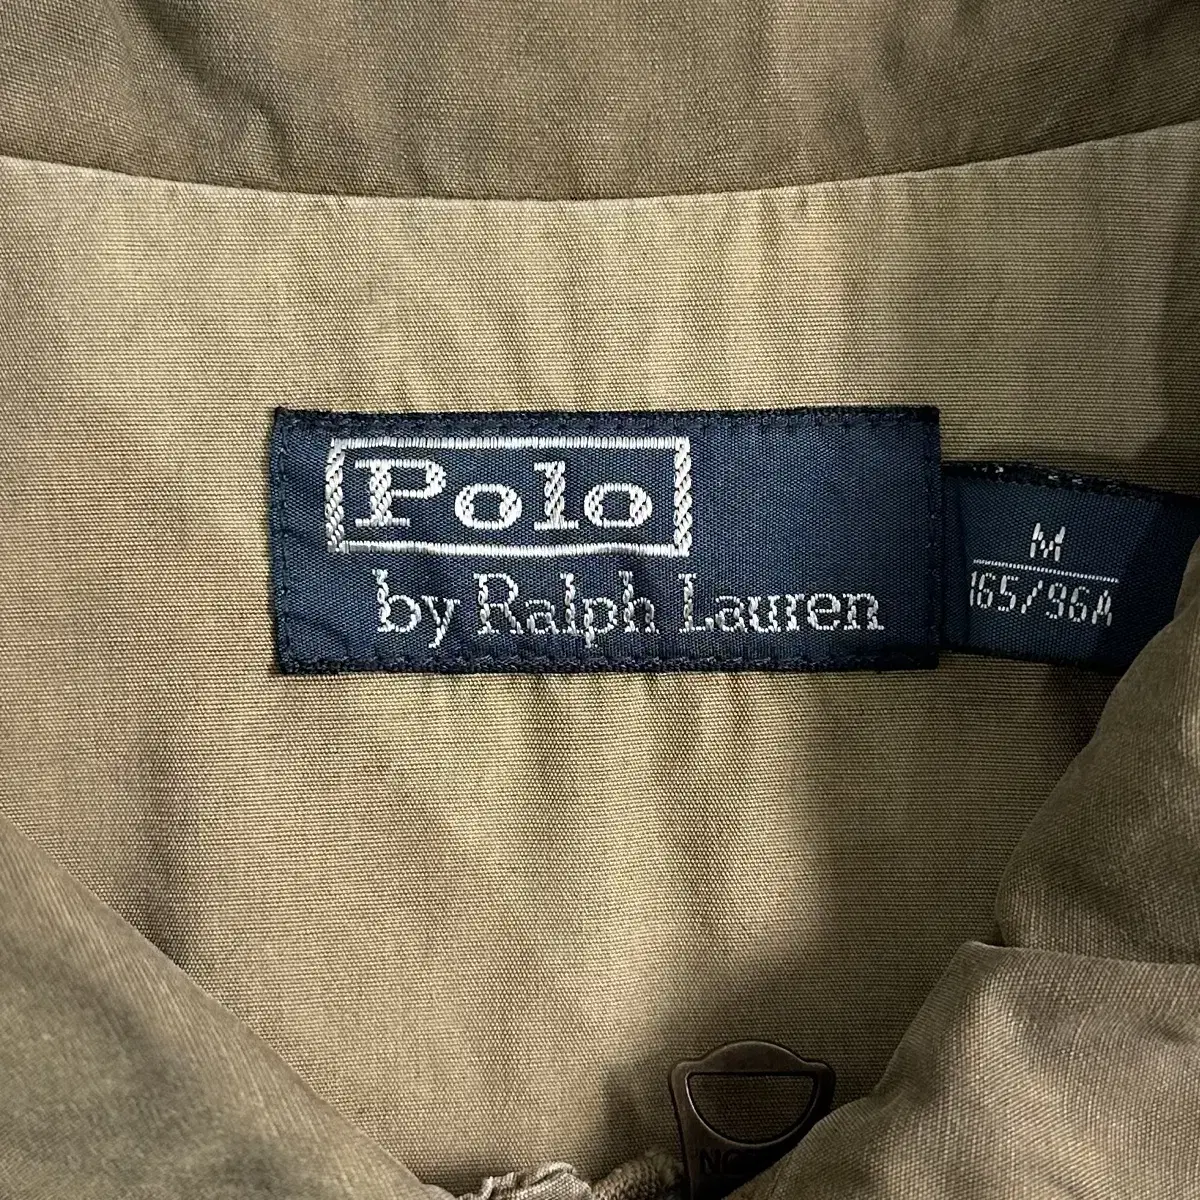 Polo
by Ralph Lauren
M
165/96A